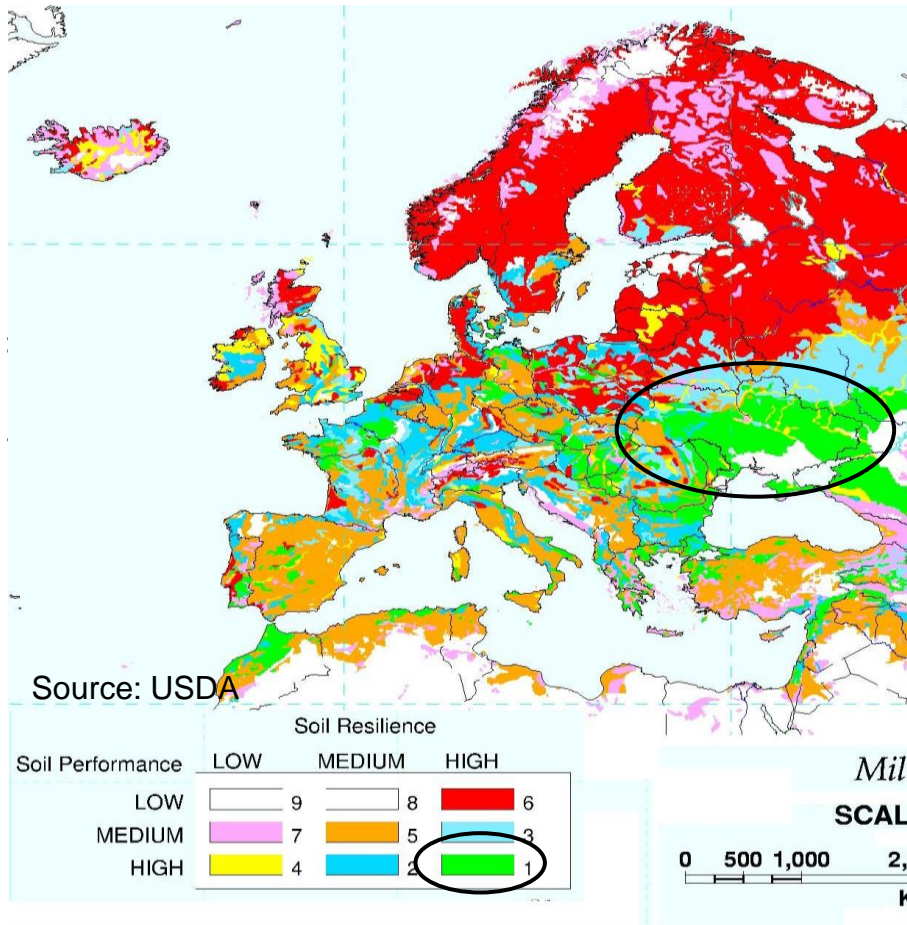 Source: USDA
Soil Resilience
Soil Performance LOW MEDIUM HIGH
LOW 9 8 6
MEDIUM 7 5 3
HIGH 4 2 1
Mil
SCAL
0 500 1,000 2,
K